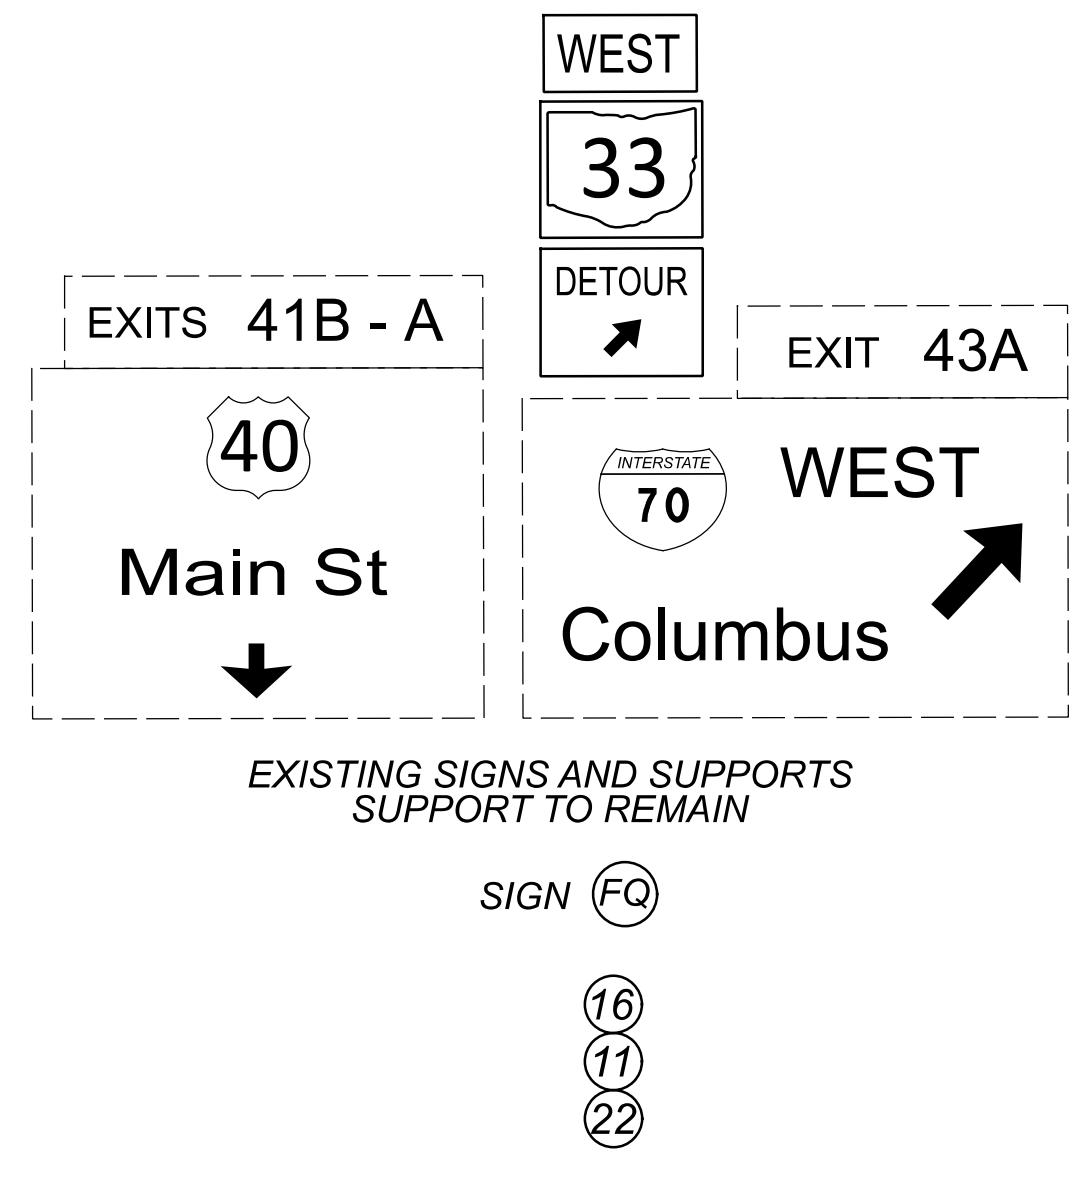 WEST
33
DETOUR
EXITS 41B - A
40
Main St
EXIT 43A
INTERSTATE
70
WEST
Columbus
EXISTING SIGNS AND SUPPORTS
SUPPORT TO REMAIN
SIGN FQ
16
11
22